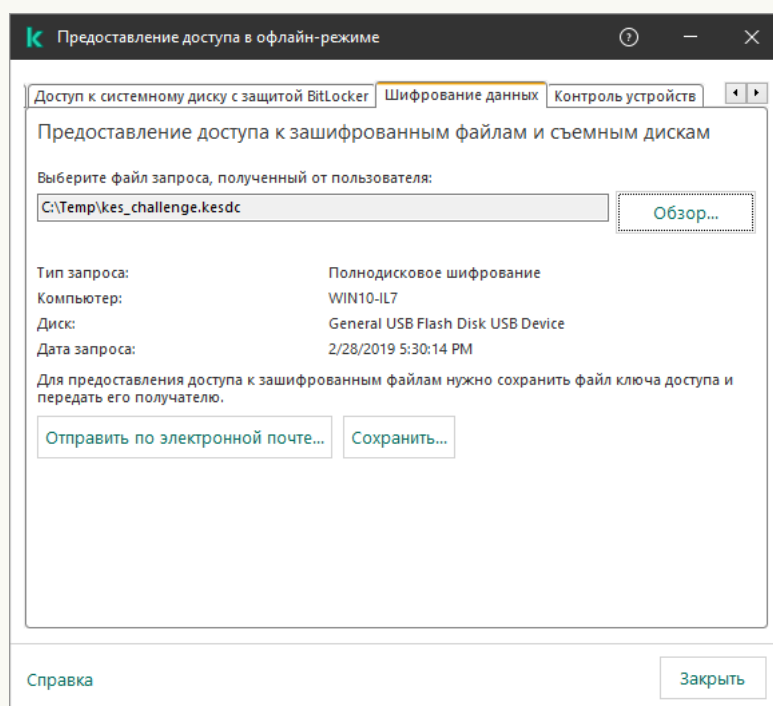 Предоставление доступа в офлайн-режиме
Доступ к системному диску с защитой BitLocker
Шифрование данных
Контроль устройств
Предоставление доступа к зашифрованным файлам и съемным дискам
Выберите файл запроса, полученный от пользователя:
C:\Temp\kes_challenge.kesdc
Обзор...
Тип запроса: Полнодисковое шифрование
Компьютер: WIN10-IL7
Диск: General USB Flash Disk USB Device
Дата запроса: 2/28/2019 5:30:14 PM
Для предоставления доступа к зашифрованным файлам нужно сохранить файл ключа доступа и
передать его получателю.
Отправить по электронной почте...
Сохранить...
Справка
Закрыть